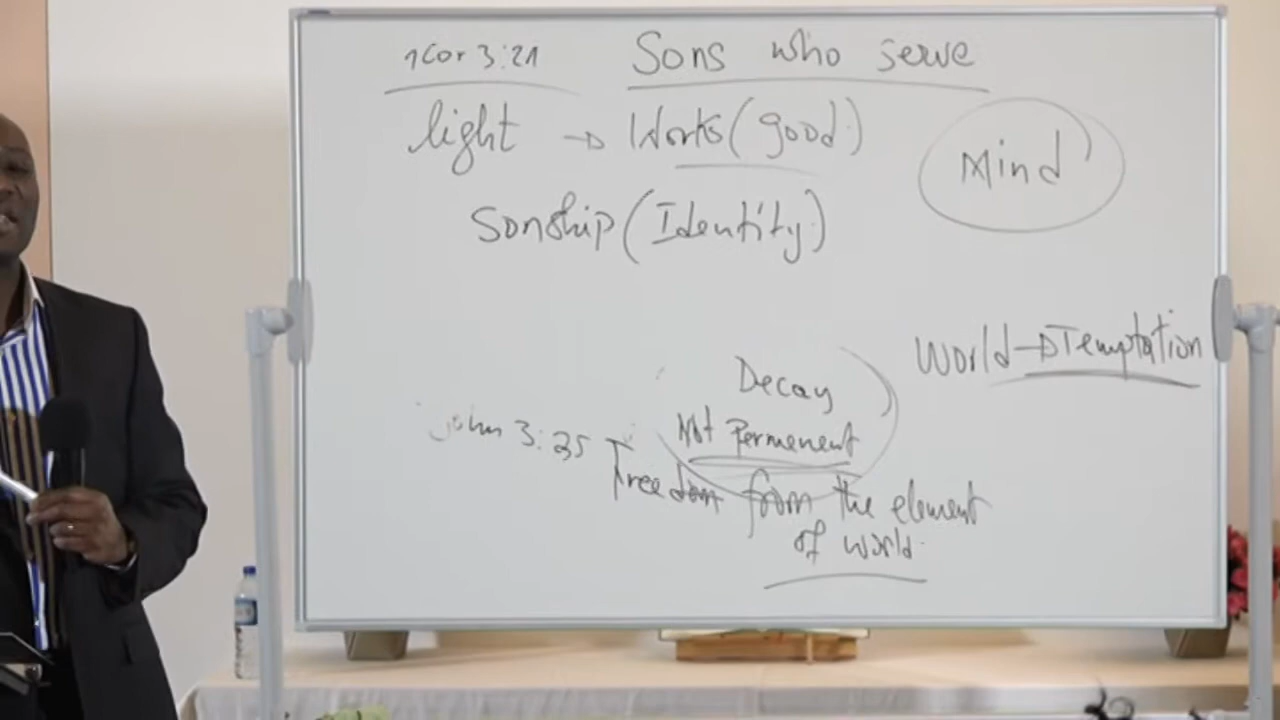 1Cor 3:21 Sons who serve
light → Works (good)
Mind
Sonship (Identity)
World → Temptation
Decay
Not Permenent
John 3:35
Freedom from the element
of world